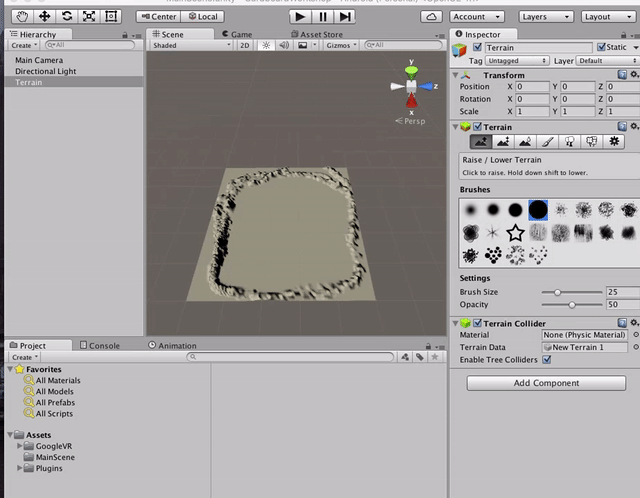 Center
Local
Account
Layers
Layout
Hierarchy
Create
All
Main Camera
Directional Light
Terrain
Scene
Game
Asset Store
Shaded
2D
Gizmos
All
y
z
x
Persp
Inspector
Terrain
Static
Tag Untagged Layer Default
Transform
Position X 0 Y 0 Z 0
Rotation X 0 Y 0 Z 0
Scale X 1 Y 1 Z 1
Terrain
Raise / Lower Terrain
Click to raise. Hold down shift to lower.
Brushes
Settings
Brush Size 25
Opacity 50
Terrain Collider
Material None (Physic Material)
Terrain Data New Terrain 1
Enable Tree Colliders
Add Component
Project
Console
Animation
Create
Favorites
All Materials
All Models
All Prefabs
All Scripts
Assets
GoogleVR
MainScene
Plugins